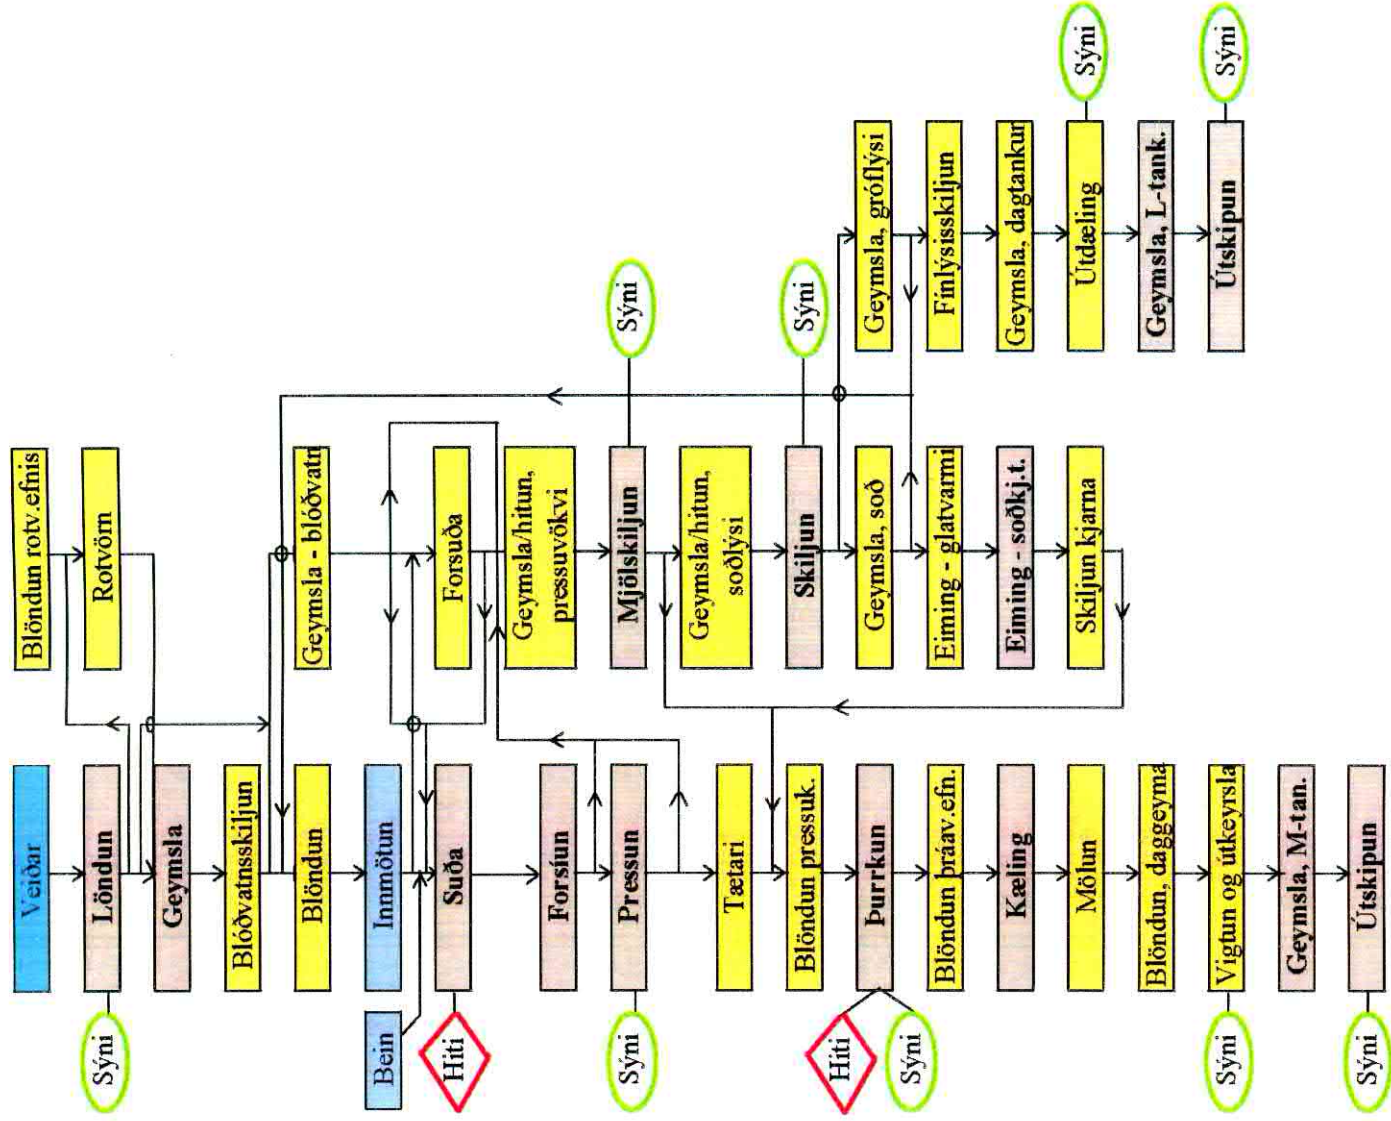 Veiðar
Löndun
Sýni
Geymsla
Blóðvatnsskiljun
Blöndun
Innmötun
Bein
Suða
Hiti
Forsíun
Pressun
Sýni
Tætari
Blöndun pressuk.
Þurrkun
Hiti
Sýni
Blöndun þráav.efn.
Kæling
Mölun
Blöndun, daggeyma
Vigtun og útkeyrsla
Sýni
Geymsla, M-tan.
Útskipun
Sýni
Blöndun rotv.efnis
Rotvörn
Geymsla - blóðvatn
Forsuða
Geymsla/hitun,
pressuvökvi
Mjölskiljun
Sýni
Geymsla/hitun,
soðlýsi
Skiljun
Sýni
Geymsla, soð
Eiming - glatvarmi
Eiming - soðkj.t.
Skiljun kjarna
Geymsla, gróflýsi
Fínlýsisskiljun
Geymsla, dagtankur
Útdæling
Sýni
Geymsla, L-tank.
Útskipun
Sýni